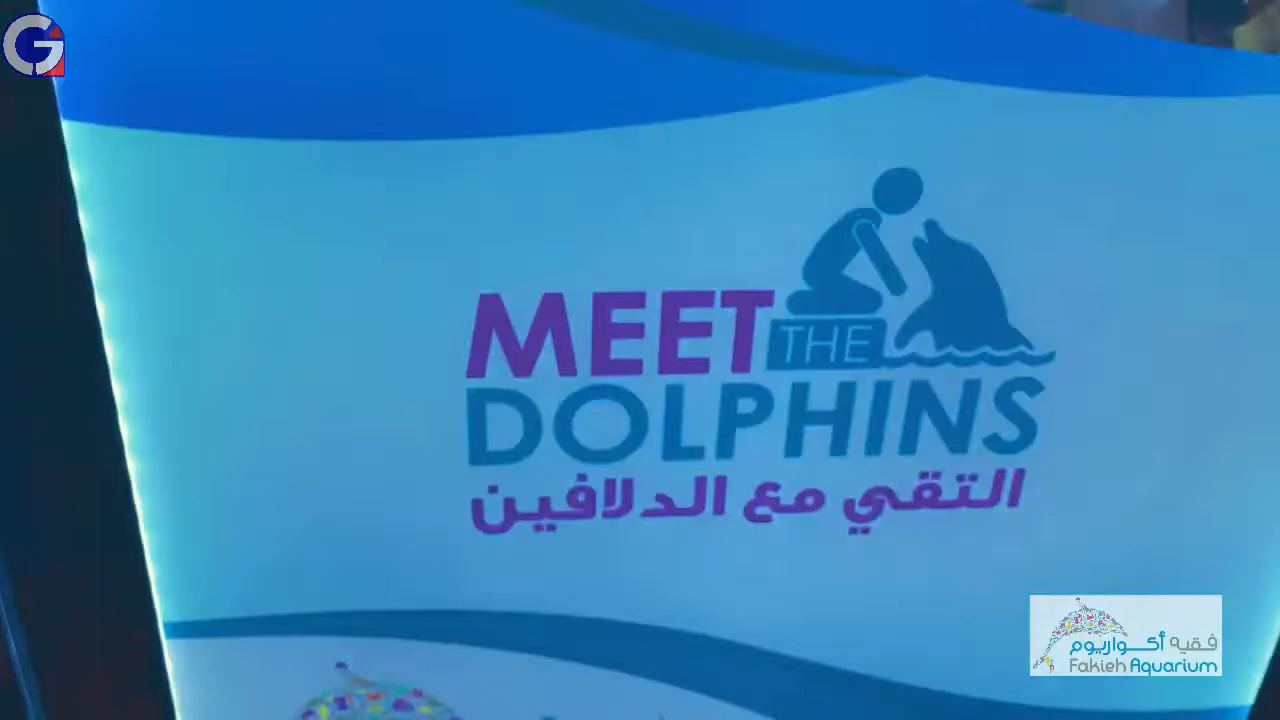 MEET
THE
DOLPHINS
التقي مع الدلافين
فقيه أكواريوم
Fakieh Aquarium